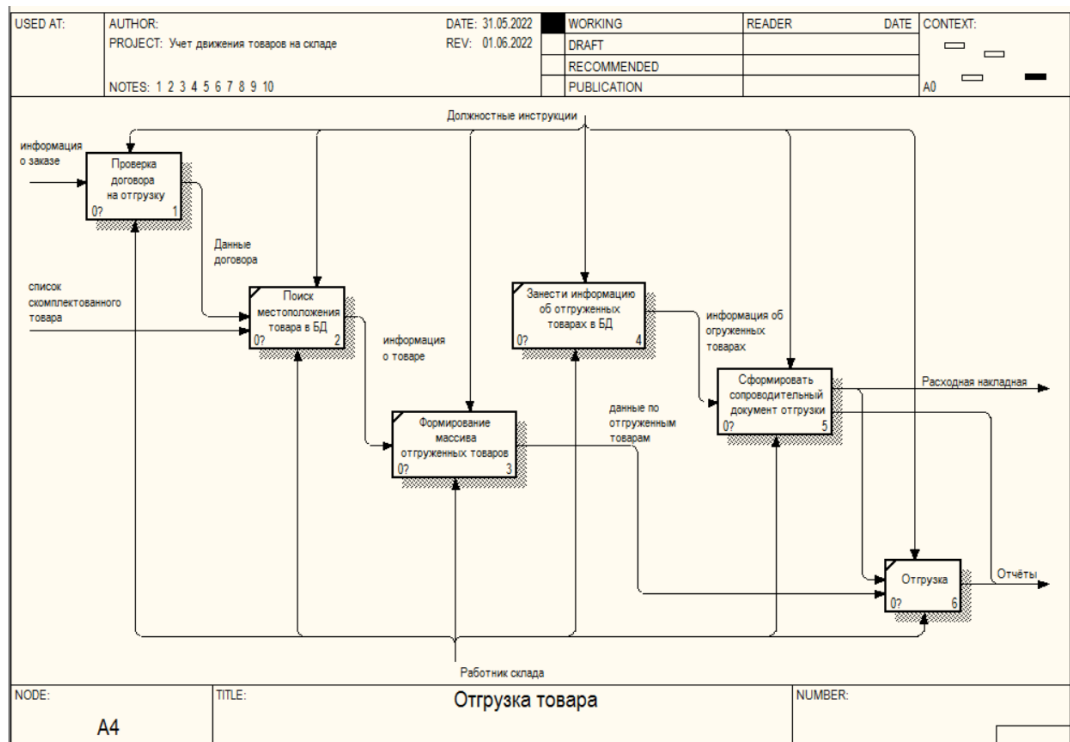 USED AT:
AUTHOR:
DATE: 31.05.2022
PROJECT: Учет движения товаров на складе
REV: 01.06.2022
NOTES: 1 2 3 4 5 6 7 8 9 10
WORKING
DRAFT
RECOMMENDED
PUBLICATION
READER
DATE
CONTEXT:
A0
Должностные инструкции
информация
о заказе
Проверка
договора
на отгрузку
0? 1
Данные
договора
список
скомплектованного
товара
Поиск
местоположения
товара в БД
0? 2
информация
о товаре
Формирование
массива
отгруженных товаров
0? 3
Занести информацию
об отгруженных
товарах в БД
0? 4
информация об
огруженных
товарах
данные по
отгруженным
товарам
Сформировать
сопроводительный
документ отгрузки
0? 5
Расходная накладная
Отгрузка
0? 6
Отчёты
Работник склада
NODE:
A4
TITLE:
Отгрузка товара
NUMBER: